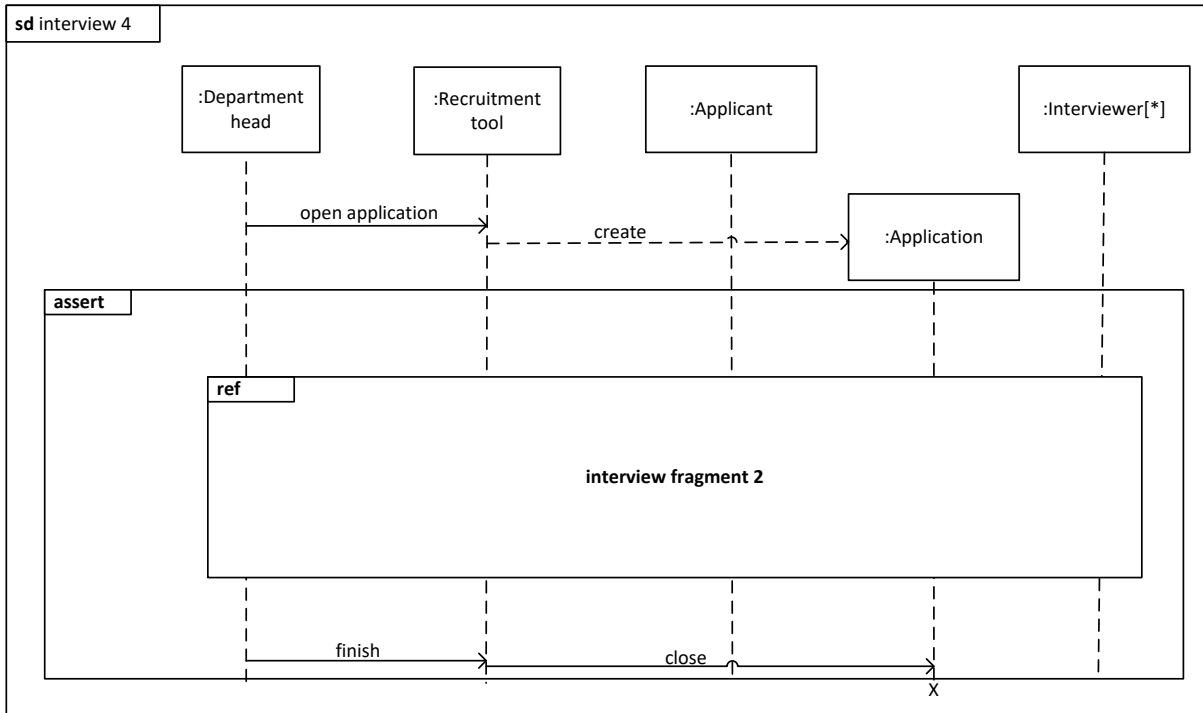 sd interview 4
:Department
head
:Recruitment
tool
:Applicant
:Interviewer[*]
open application
create
:Application
assert
ref
interview fragment 2
finish
close
X